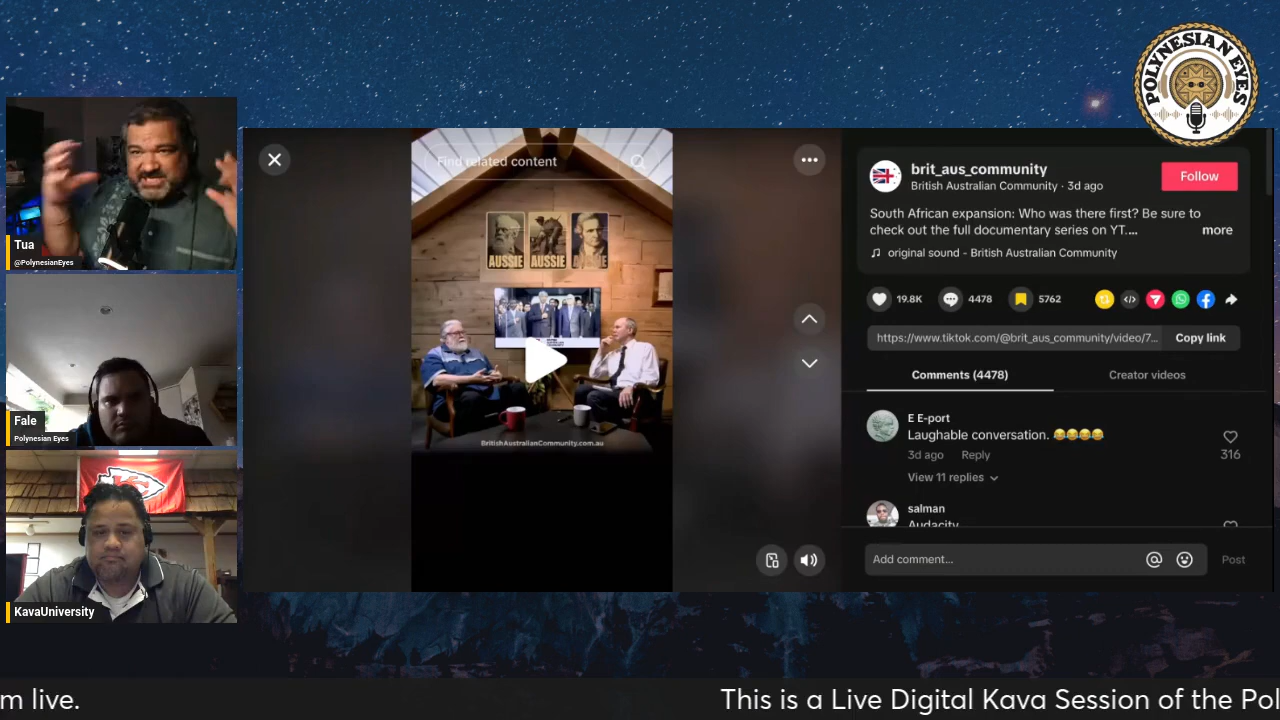 POLYNESIAN EYES
Tua
@PolynesianEyes
Fale
Polynesian Eyes
KavaUniversity
Find related content
AUSSIE
AUSSIE
AUSSIE
BritishAustralianCommunity.com.au
brit_aus_community
British Australian Community · 3d ago
Follow
South African expansion: Who was there first? Be sure to
check out the full documentary series on YT.... more
original sound - British Australian Community
19.8K
4478
5762
https://www.tiktok.com/@brit_aus_community/video/7...
Copy link
Comments (4478)
Creator videos
E E-port
Laughable conversation. 😂😂😂😂
3d ago Reply
316
View 11 replies
salman
Audacity
Add comment...
Post
m live.
This is a Live Digital Kava Session of the Pol